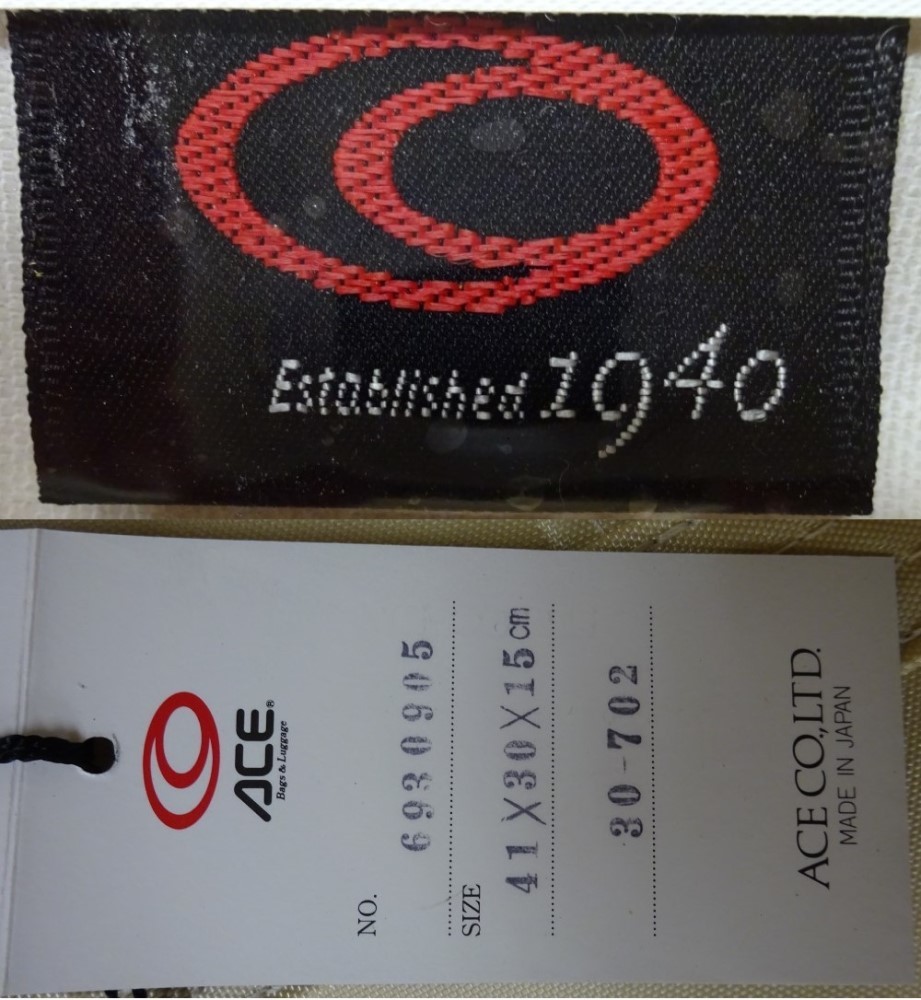 Established 1940
ACE®
Bags & Luggage
NO.
6930905
SIZE
41X30X15cm
30-702
ACE CO.,LTD.
MADE IN JAPAN